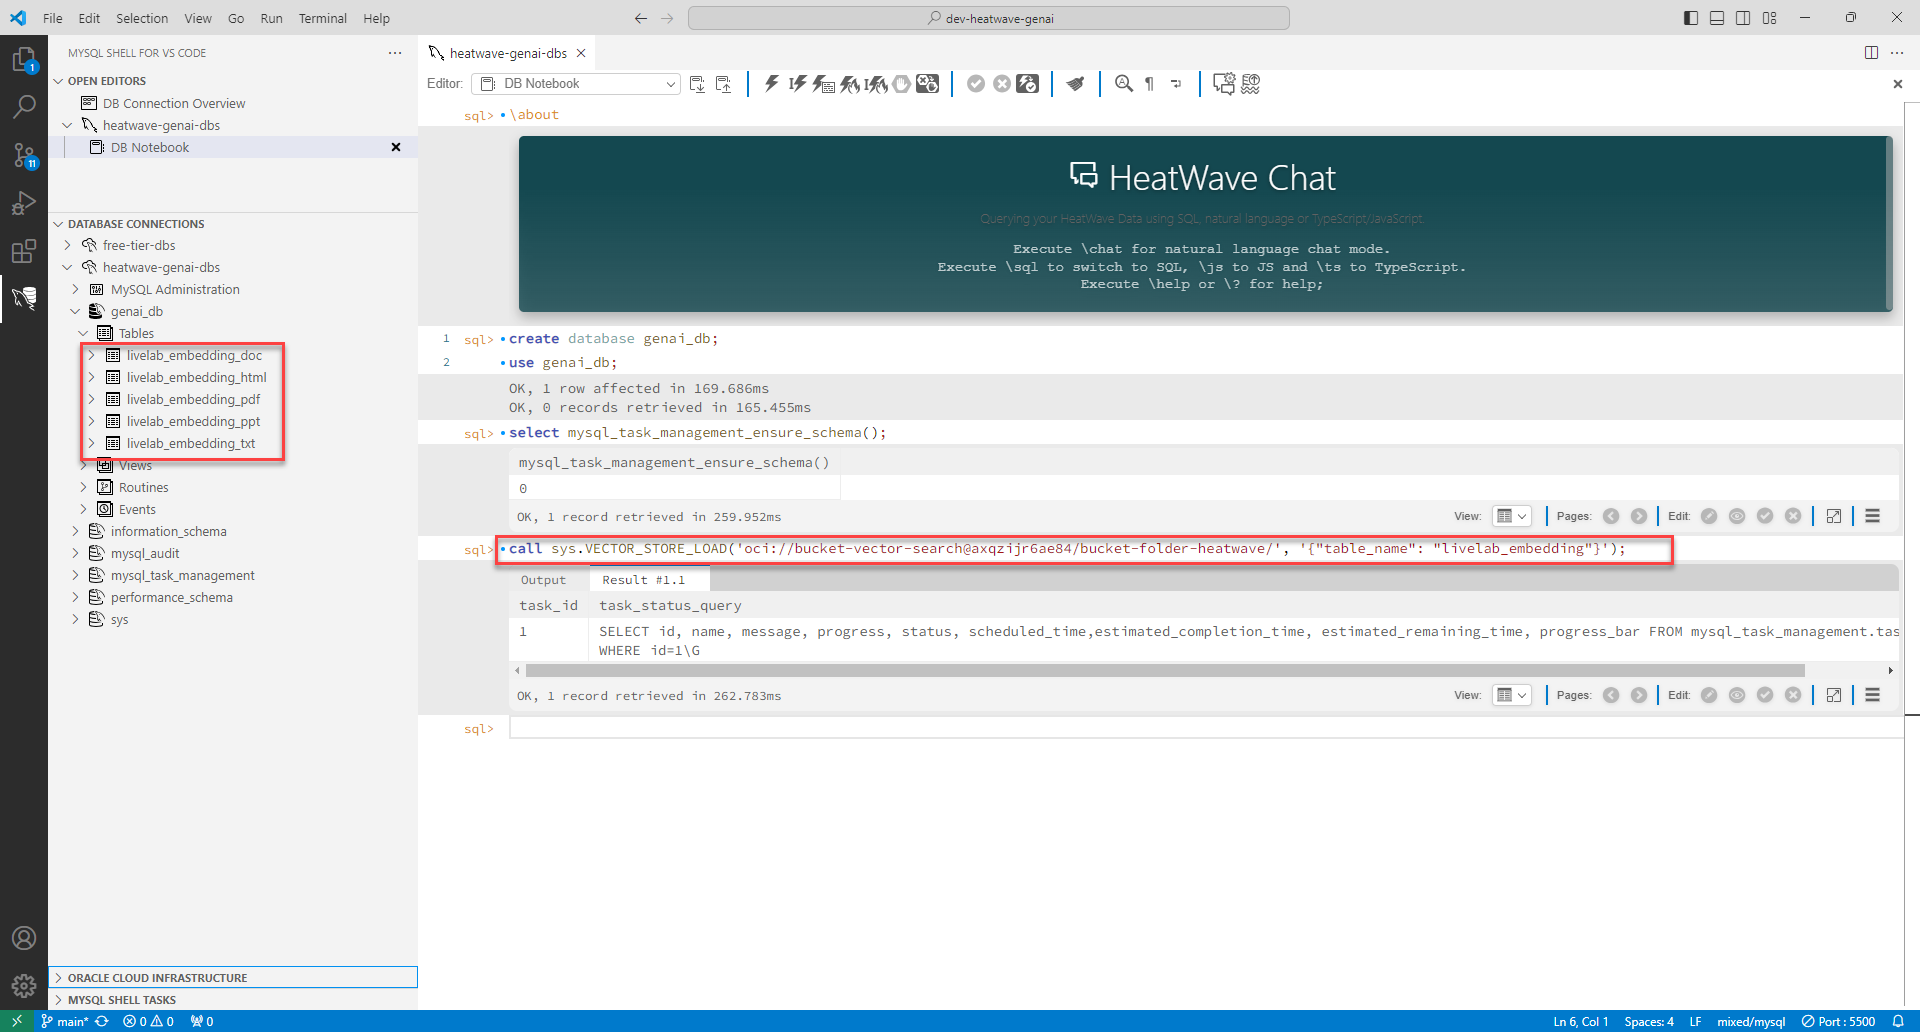 File Edit Selection View Go Run Terminal Help
dev-heatwave-genai
MYSQL SHELL FOR VS CODE
OPEN EDITORS
DB Connection Overview
heatwave-genai-dbs
DB Notebook
DATABASE CONNECTIONS
free-tier-dbs
heatwave-genai-dbs
MySQL Administration
genai_db
Tables
livelab_embedding_doc
livelab_embedding_html
livelab_embedding_pdf
livelab_embedding_ppt
livelab_embedding_txt
Views
Routines
Events
information_schema
mysql_audit
mysql_task_management
performance_schema
sys
ORACLE CLOUD INFRASTRUCTURE
MYSQL SHELL TASKS
1
11
heatwave-genai-dbs
Editor: DB Notebook
sql> \about
HeatWave Chat
Querying your HeatWave Data using SQL, natural language or TypeScript/JavaScript.
Execute \chat for natural language chat mode.
Execute \sql to switch to SQL, \js to JS and \ts to TypeScript.
Execute \help or \? for help;
1 sql> create database genai_db;
2 use genai_db;
OK, 1 row affected in 169.686ms
OK, 0 records retrieved in 165.455ms
sql> select mysql_task_management_ensure_schema();
mysql_task_management_ensure_schema()
0
OK, 1 record retrieved in 259.952ms
View: Pages: Edit:
sql> call sys.VECTOR_STORE_LOAD('oci://bucket-vector-search@axqzijr6ae84/bucket-folder-heatwave/', '{"table_name": "livelab_embedding"}');
Output Result #1.1
task_id task_status_query
1 SELECT id, name, message, progress, status, scheduled_time,estimated_completion_time, estimated_remaining_time, progress_bar FROM mysql_task_management.tas
WHERE id=1\G
OK, 1 record retrieved in 262.783ms
View: Pages: Edit:
sql>
main* 0 0 0
Ln 6, Col 1 Spaces: 4 LF mixed/mysql Port : 5500